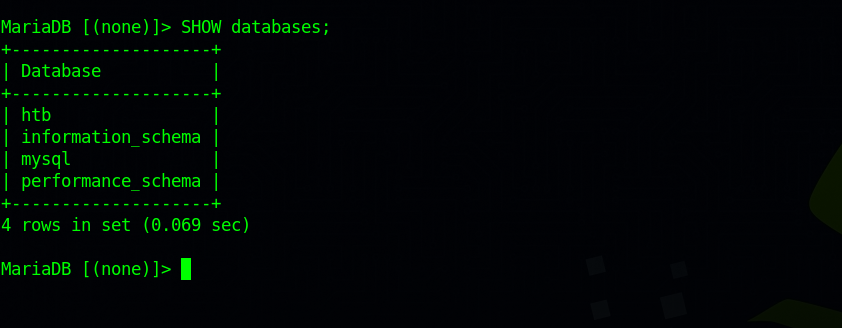 MariaDB [(none)]> SHOW databases;
+--------------------+
| Database           |
+--------------------+
| htb                |
| information_schema |
| mysql              |
| performance_schema |
+--------------------+
4 rows in set (0.069 sec)
MariaDB [(none)]>